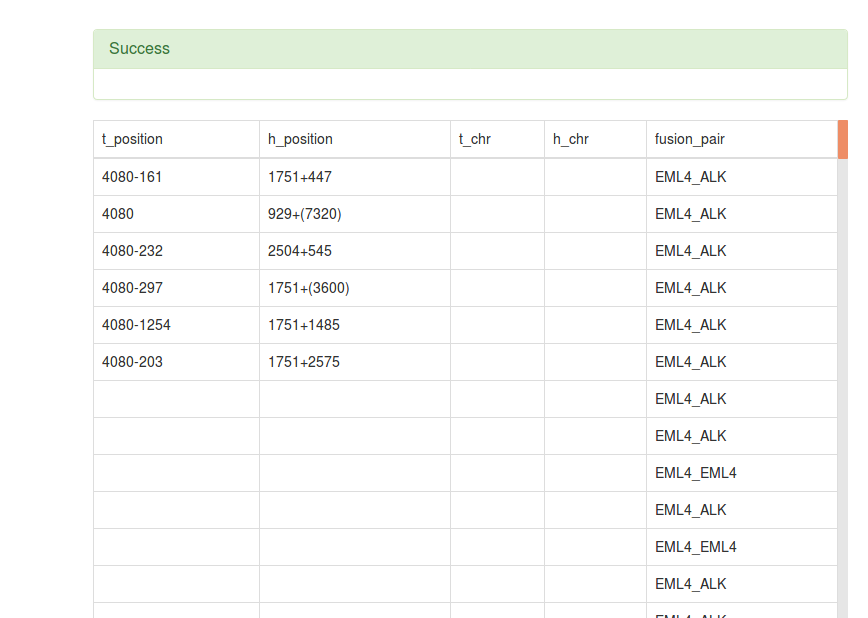 Success
t_position h_position t_chr h_chr fusion_pair
4080-161 1751+447 EML4_ALK
4080 929+(7320) EML4_ALK
4080-232 2504+545 EML4_ALK
4080-297 1751+(3600) EML4_ALK
4080-1254 1751+1485 EML4_ALK
4080-203 1751+2575 EML4_ALK
EML4_ALK
EML4_ALK
EML4_EML4
EML4_ALK
EML4_EML4
EML4_ALK